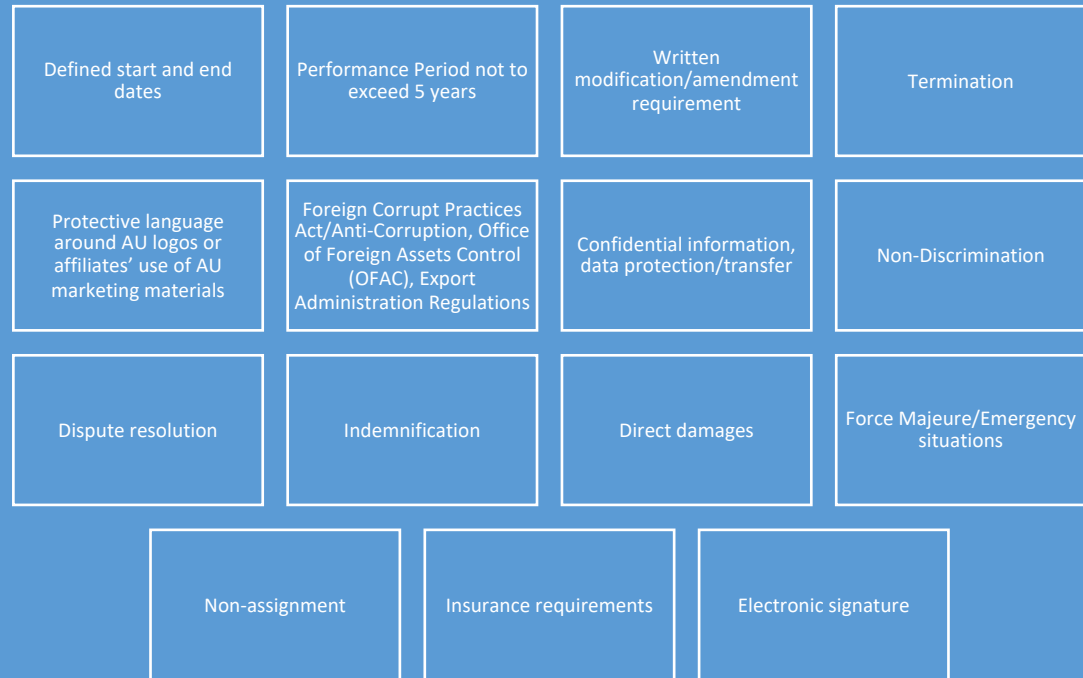 Defined start and end
dates
Performance Period not to
exceed 5 years
Written
modification/amendment
requirement
Termination
Protective language
around AU logos or
affiliates’ use of AU
marketing materials
Foreign Corrupt Practices
Act/Anti-Corruption, Office
of Foreign Assets Control
(OFAC), Export
Administration Regulations
Confidential information,
data protection/transfer
Non-Discrimination
Dispute resolution
Indemnification
Direct damages
Force Majeure/Emergency
situations
Non-assignment
Insurance requirements
Electronic signature